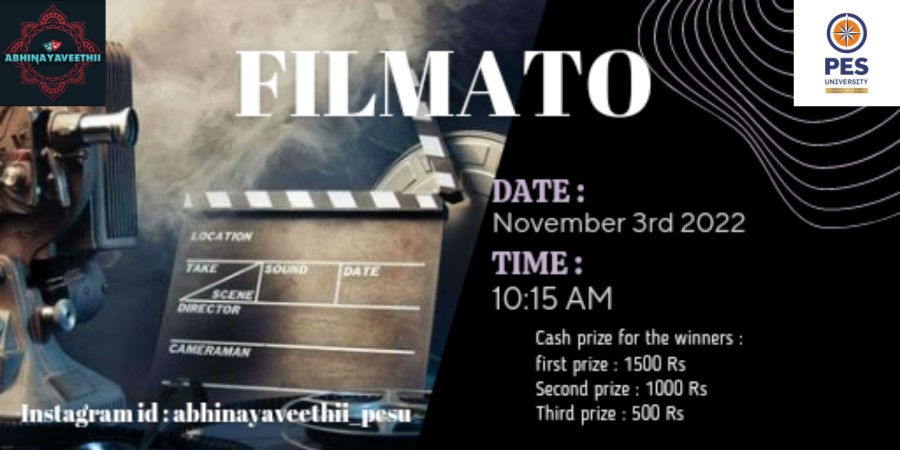 ABHINAYAVEETHII
FILMATO
PES
UNIVERSITY
DATE :
November 3rd 2022
TIME :
10:15 AM
LOCATION
TAKE
SOUND
DATE
SCENE
DIRECTOR
CAMERAMAN
Cash prize for the winners :
first prize : 1500 Rs
Second prize : 1000 Rs
Third prize : 500 Rs
Instagram id : abhinayaveethii_pesu